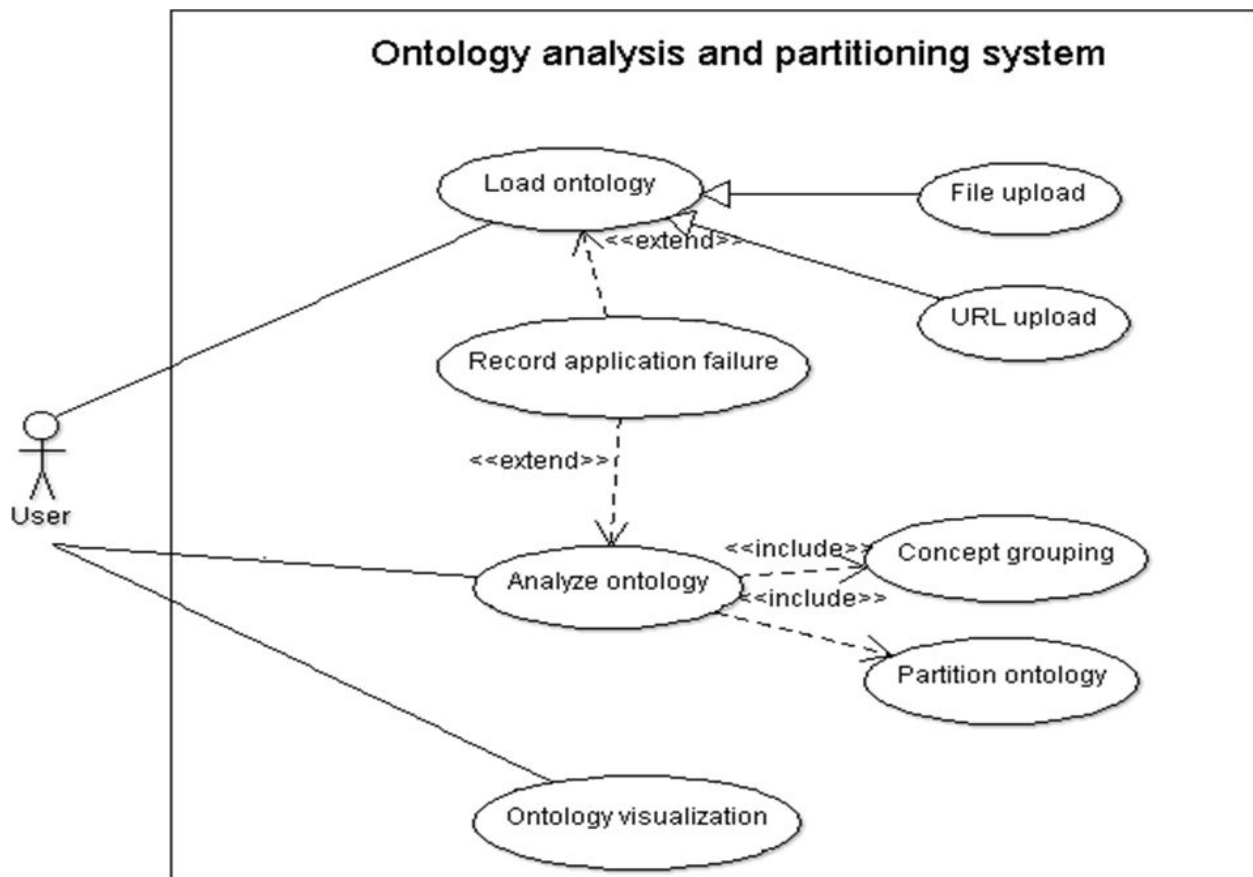 Ontology analysis and partitioning system
Load ontology
File upload
<<extend>>
URL upload
Record application failure
<<extend>>
User
<<include>>
Concept grouping
Analyze ontology
<<include>>
Partition ontology
Ontology visualization